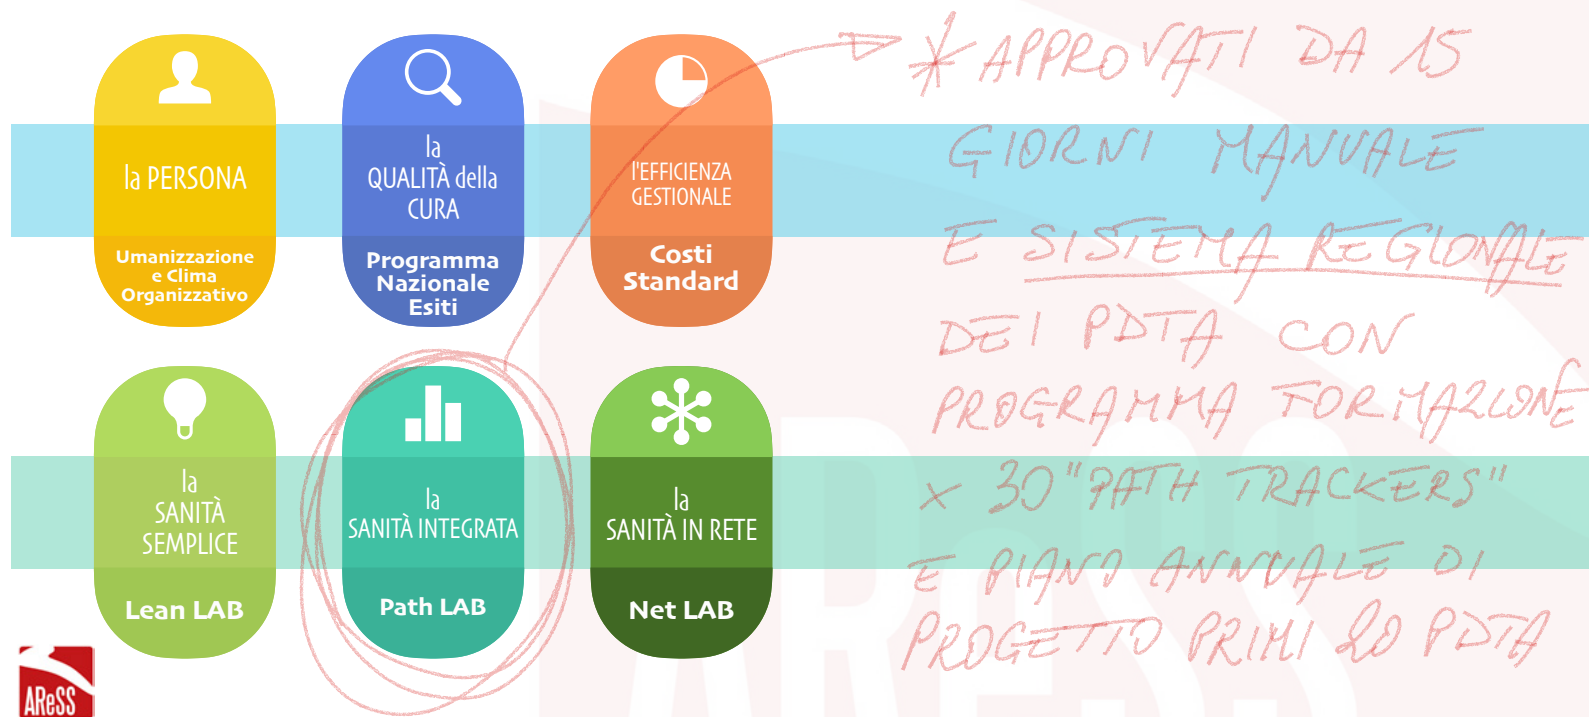 la PERSONA
Umanizzazione
e Clima
Organizzativo
la
QUALITÀ della
CURA
Programma
Nazionale
Esiti
l'EFFICIENZA
GESTIONALE
Costi
Standard
la
SANITÀ
SEMPLICE
Lean LAB
la
SANITÀ INTEGRATA
Path LAB
la
SANITÀ IN RETE
Net LAB
* APPROVATI DA 15
GIORNI MANUALE
E SISTEMA REGIONALE
DEI PDTA CON
PROGRAMMA FORMAZIONE
x 30 "PATH TRACKERS"
E PIANO ANNUALE DI
PROGETTO PRIMI 20 PDTA
AReSS
AReSS